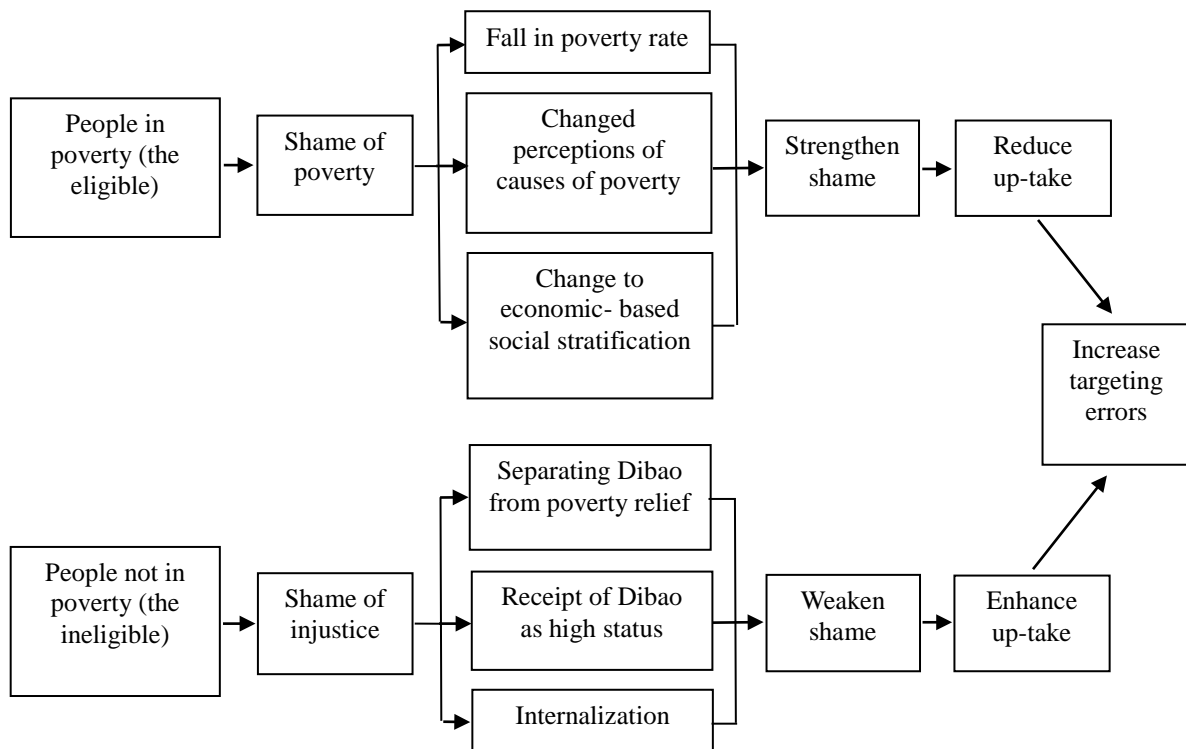 People in
poverty (the
eligible)
Shame of
poverty
Fall in poverty rate
Changed
perceptions of
causes of poverty
Change to
economic- based
social stratification
Strengthen
shame
Reduce
up-take
Increase
targeting
errors
People not in
poverty (the
ineligible)
Shame of
injustice
Separating Dibao
from poverty relief
Receipt of Dibao
as high status
Internalization
Weaken
shame
Enhance
up-take